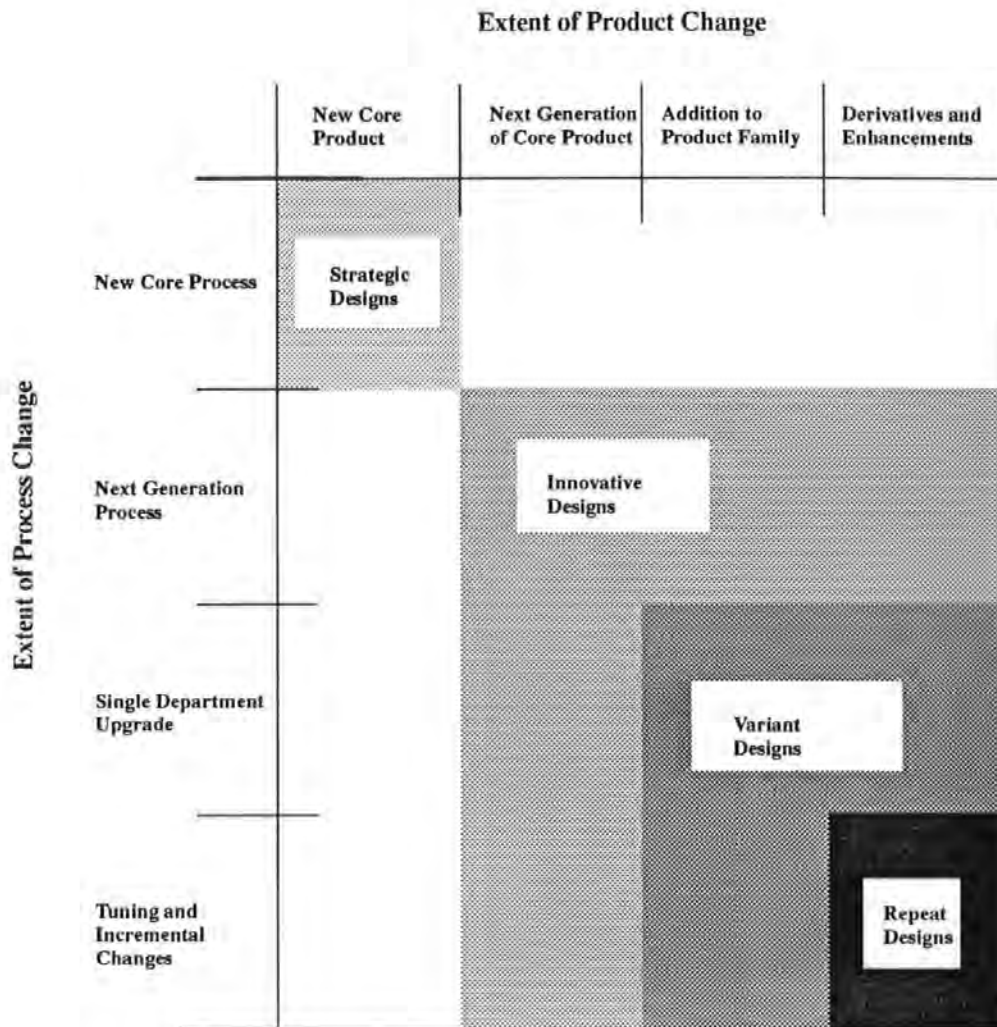 Extent of Product Change
New Core
Product
Next Generation
of Core Product
Addition to
Product Family
Derivatives and
Enhancements
Extent of Process Change
New Core Process
Strategic
Designs
Next Generation
Process
Innovative
Designs
Single Department
Upgrade
Variant
Designs
Tuning and
Incremental
Changes
Repeat
Designs